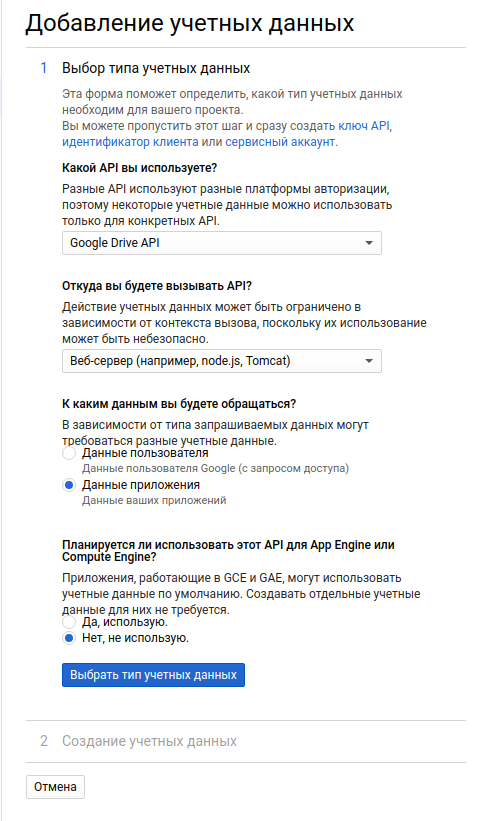 Добавление учетных данных
1 Выбор типа учетных данных
Эта форма поможет определить, какой тип учетных данных
необходим для вашего проекта.
Вы можете пропустить этот шаг и сразу создать ключ API,
идентификатор клиента или сервисный аккаунт.
Какой API вы используете?
Разные API используют разные платформы авторизации,
поэтому некоторые учетные данные можно использовать
только для конкретных API.
Google Drive API
Откуда вы будете вызывать API?
Действие учетных данных может быть ограничено в
зависимости от контекста вызова, поскольку их использование
может быть небезопасно.
Веб-сервер (например, node.js, Tomcat)
К каким данным вы будете обращаться?
В зависимости от типа запрашиваемых данных могут
требоваться разные учетные данные.
Данные пользователя
Данные пользователя Google (с запросом доступа)
Данные приложения
Данные ваших приложений
Планируется ли использовать этот API для App Engine или
Compute Engine?
Приложения, работающие в GCE и GAE, могут использовать
учетные данные по умолчанию. Создавать отдельные учетные
данные для них не требуется.
Да, использую.
Нет, не использую.
Выбрать тип учетных данных
2 Создание учетных данных
Отмена